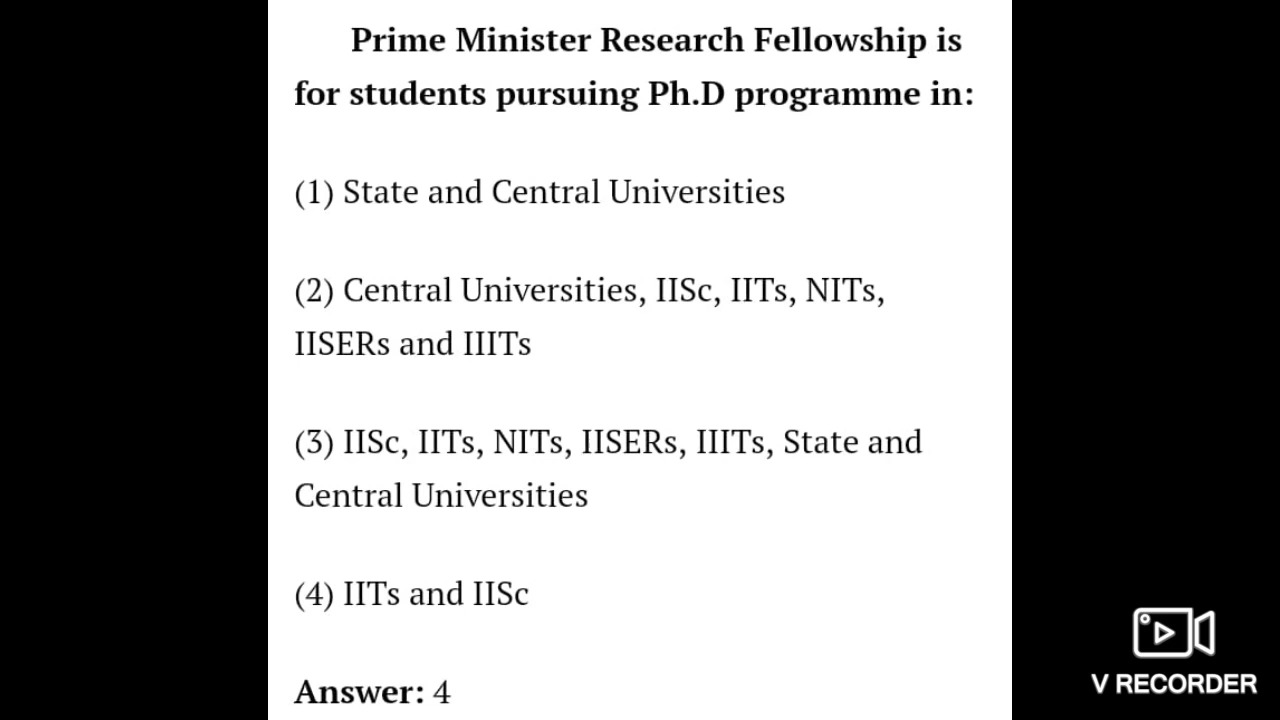 Prime Minister Research Fellowship is
for students pursuing Ph.D programme in:
(1) State and Central Universities
(2) Central Universities, IISc, IITs, NITs,
IISERs and IIITs
(3) IISc, IITs, NITs, IISERs, IIITs, State and
Central Universities
(4) IITs and IISc
Answer: 4
V RECORDER